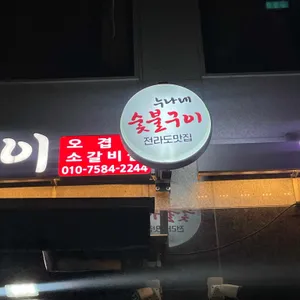 누나네
숯불구이
전라도맛집
이
오겹
소갈비살
010-7584-2244